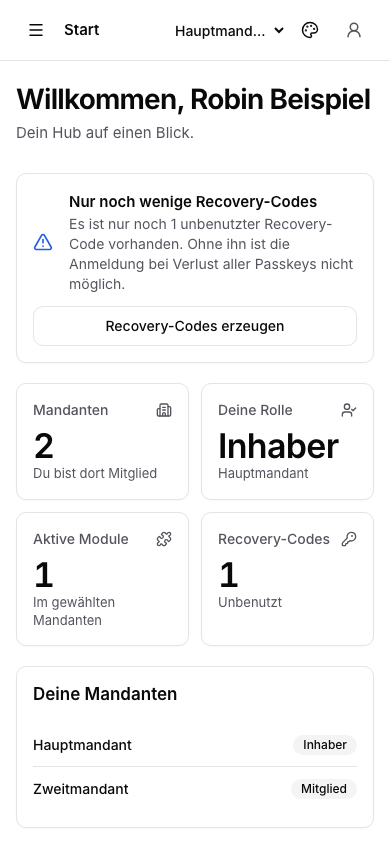 Start
Hauptmand...
Willkommen, Robin Beispiel
Dein Hub auf einen Blick.
Nur noch wenige Recovery-Codes
Es ist nur noch 1 unbenutzter Recovery-
Code vorhanden. Ohne ihn ist die
Anmeldung bei Verlust aller Passkeys nicht
möglich.
Recovery-Codes erzeugen
Mandanten
2
Du bist dort Mitglied
Deine Rolle
Inhaber
Hauptmandant
Aktive Module
1
Im gewählten
Mandanten
Recovery-Codes
1
Unbenutzt
Deine Mandanten
Hauptmandant
Inhaber
Zweitmandant
Mitglied